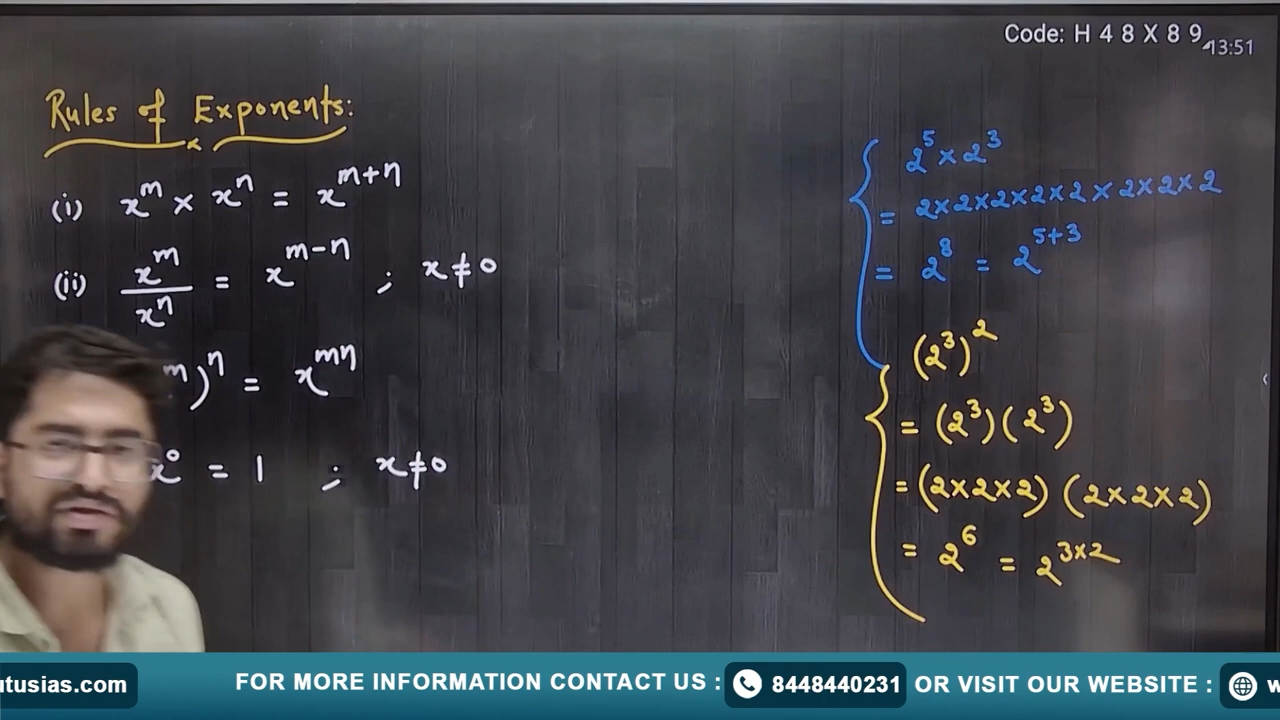 Code: H 4 8 X 8 9
13:51
Rules of Exponents:
(i) x^m × x^n = x^(m+n)
(ii) x^m / x^n = x^(m-n) ; x ≠ 0
m)^n = x^(mn)
x^0 = 1 ; x ≠ 0
2^5 × 2^3
= 2×2×2×2×2 × 2×2×2
= 2^8 = 2^(5+3)
(2^3)^2
= (2^3)(2^3)
= (2×2×2) (2×2×2)
= 2^6 = 2^(3×2)
utusias.com FOR MORE INFORMATION CONTACT US : 8448440231 OR VISIT OUR WEBSITE : w